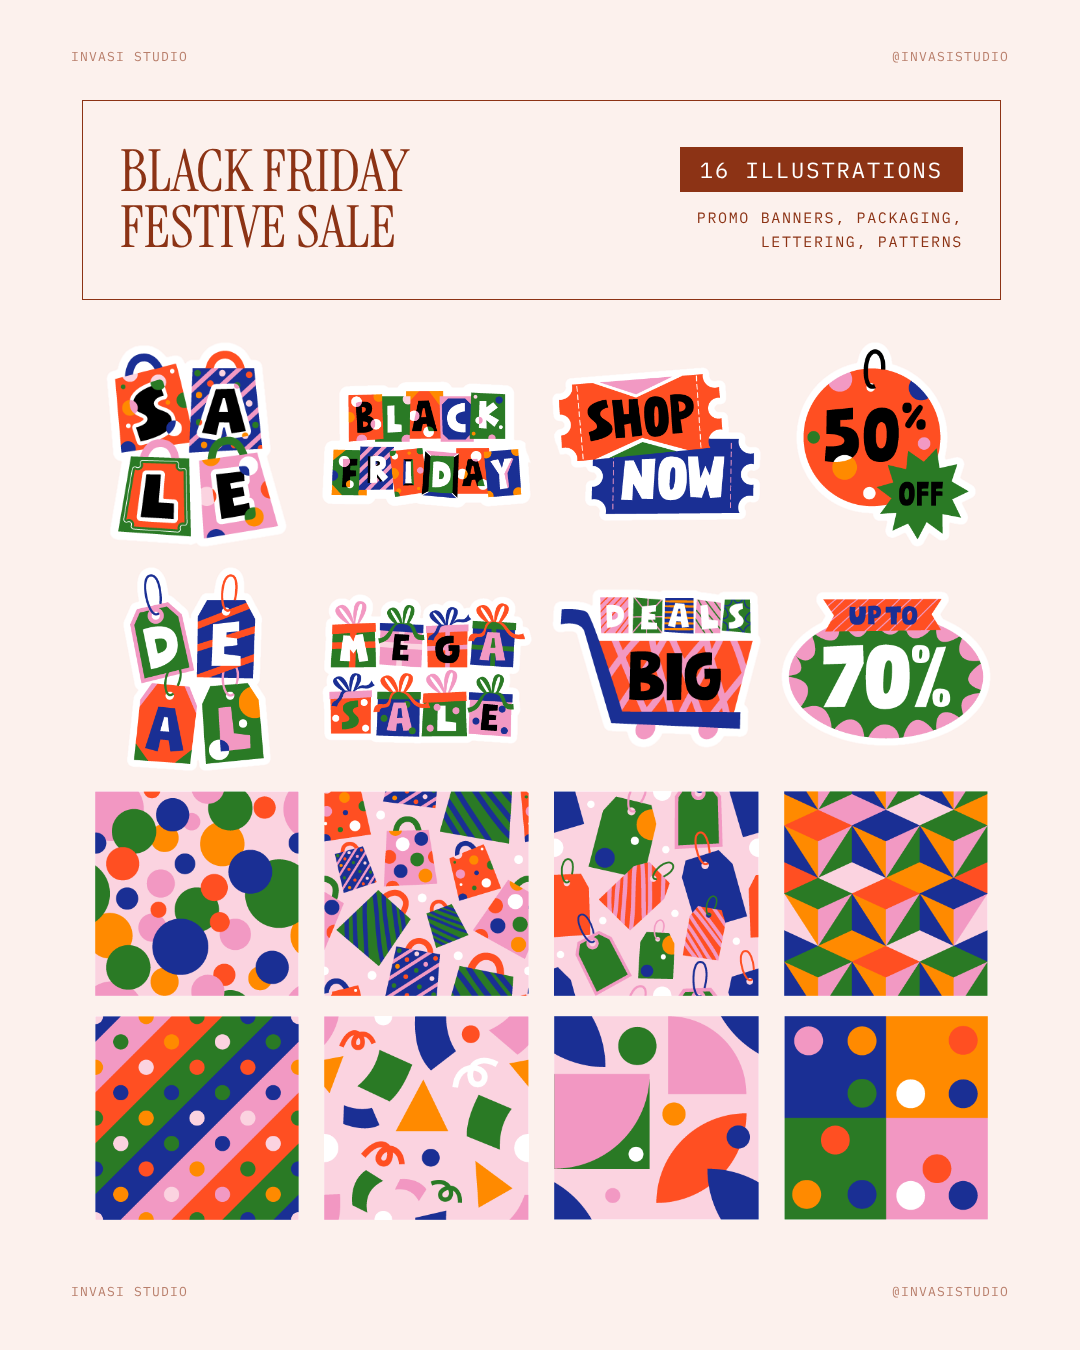 INVASI STUDIO
@INVASISTUDIO
BLACK FRIDAY
FESTIVE SALE
16 ILLUSTRATIONS
PROMO BANNERS, PACKAGING,
LETTERING, PATTERNS
SA
LE
BLACK
FRIDAY
SHOP
NOW
50%
OFF
DE
AL
MEGA
SALE
DEALS
BIG
UP TO
70%
INVASI STUDIO
@INVASISTUDIO